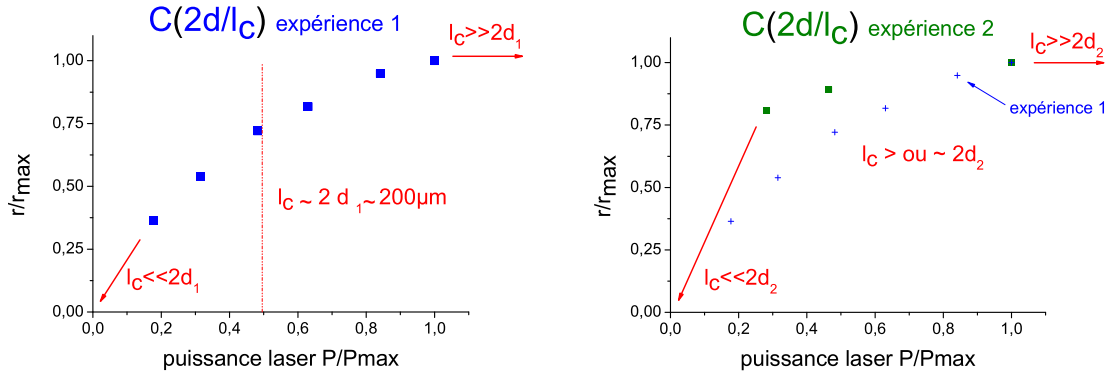 C(2d/lC) expérience 1
lC>>2d1
1,00
0,75
0,50
0,25
0,00
r/rmax
lC ~ 2 d 1~ 200µm
lC<<2d1
0,0 0,2 0,4 0,6 0,8 1,0
puissance laser P/Pmax
C(2d/lC) expérience 2
lC>>2d2
1,00
0,75
0,50
0,25
0,00
r/rmax
expérience 1
lC > ou ~ 2d2
lC<<2d2
0,0 0,2 0,4 0,6 0,8 1,0
puissance laser P/Pmax